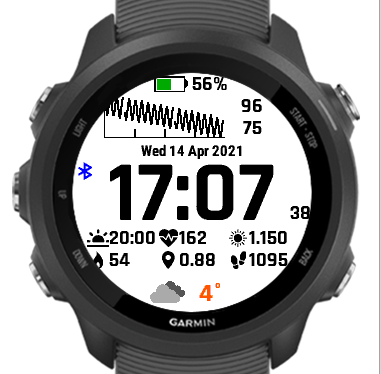 56%
96
75
LIGHT
START · STOP
Wed 14 Apr 2021
17:07
38
UP
20:00 162 1.150
DOWN
BACK
54 0.88 1095
4°
GARMIN